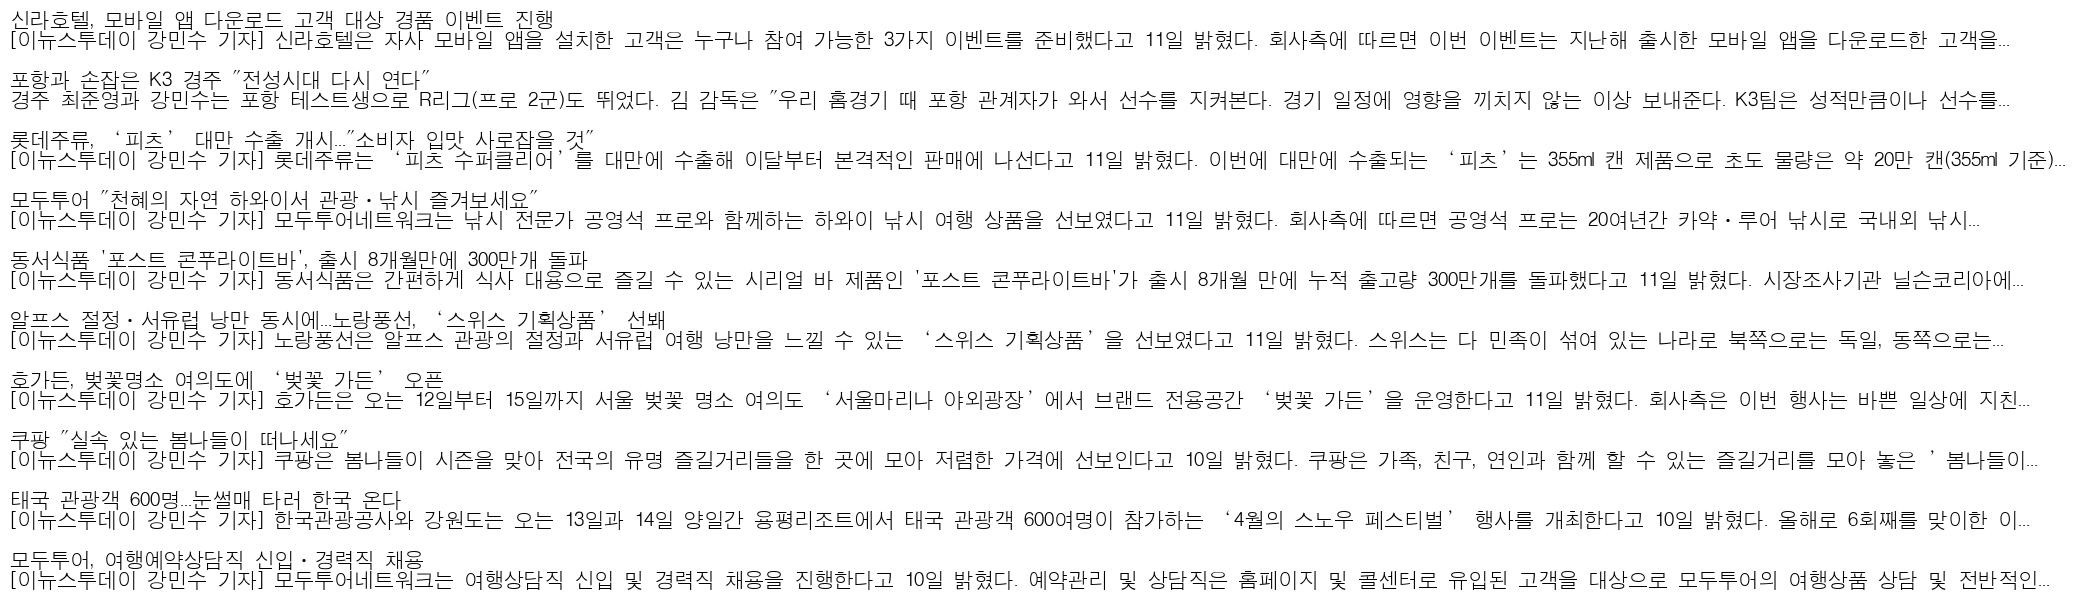 신라호텔, 모바일 앱 다운로드 고객 대상 경품 이벤트 진행
[이뉴스투데이 강민수 기자] 신라호텔은 자사 모바일 앱을 설치한 고객은 누구나 참여 가능한 3가지 이벤트를 준비했다고 11일 밝혔다. 회사측에 따르면 이번 이벤트는 지난해 출시한 모바일 앱을 다운로드한 고객을...
포항과 손잡은 K3 경주 "전성시대 다시 연다"
경주 최준영과 강민수는 포항 테스트생으로 R리그(프로 2군)도 뛰었다. 김 감독은 "우리 홈경기 때 포항 관계자가 와서 선수를 지켜본다. 경기 일정에 영향을 끼치지 않는 이상 보내준다. K3팀은 성적만큼이나 선수를...
롯데주류, ‘피츠’ 대만 수출 개시..."소비자 입맛 사로잡을 것"
[이뉴스투데이 강민수 기자] 롯데주류는 ‘피츠 수퍼클리어’를 대만에 수출해 이달부터 본격적인 판매에 나선다고 11일 밝혔다. 이번에 대만에 수출되는 ‘피츠’는 355ml 캔 제품으로 초도 물량은 약 20만 캔(355ml 기준)...
모두투어 "천혜의 자연 하와이서 관광·낚시 즐겨보세요"
[이뉴스투데이 강민수 기자] 모두투어네트워크는 낚시 전문가 공영석 프로와 함께하는 하와이 낚시 여행 상품을 선보였다고 11일 밝혔다. 회사측에 따르면 공영석 프로는 20여년간 카약·루어 낚시로 국내외 낚시...
동서식품 '포스트 콘푸라이트바', 출시 8개월만에 300만개 돌파
[이뉴스투데이 강민수 기자] 동서식품은 간편하게 식사 대용으로 즐길 수 있는 시리얼 바 제품인 '포스트 콘푸라이트바'가 출시 8개월 만에 누적 출고량 300만개를 돌파했다고 11일 밝혔다. 시장조사기관 닐슨코리아에...
알프스 절정·서유럽 낭만 동시에...노랑풍선, ‘스위스 기획상품’ 선봬
[이뉴스투데이 강민수 기자] 노랑풍선은 알프스 관광의 절정과 서유럽 여행 낭만을 느낄 수 있는 ‘스위스 기획상품’을 선보였다고 11일 밝혔다. 스위스는 다 민족이 섞여 있는 나라로 북쪽으로는 독일, 동쪽으로는...
호가든, 벚꽃명소 여의도에 ‘벚꽃 가든’ 오픈
[이뉴스투데이 강민수 기자] 호가든은 오는 12일부터 15일까지 서울 벚꽃 명소 여의도 ‘서울마리나 야외광장’에서 브랜드 전용공간 ‘벚꽃 가든’을 운영한다고 11일 밝혔다. 회사측은 이번 행사는 바쁜 일상에 지친...
쿠팡 "실속 있는 봄나들이 떠나세요"
[이뉴스투데이 강민수 기자] 쿠팡은 봄나들이 시즌을 맞아 전국의 유명 즐길거리들을 한 곳에 모아 저렴한 가격에 선보인다고 10일 밝혔다. 쿠팡은 가족, 친구, 연인과 함께 할 수 있는 즐길거리를 모아 놓은 ’봄나들이...
태국 관광객 600명...눈썰매 타러 한국 온다
[이뉴스투데이 강민수 기자] 한국관광공사와 강원도는 오는 13일과 14일 양일간 용평리조트에서 태국 관광객 600여명이 참가하는 ‘4월의 스노우 페스티벌’ 행사를 개최한다고 10일 밝혔다. 올해로 6회째를 맞이한 이...
모두투어, 여행예약상담직 신입·경력직 채용
[이뉴스투데이 강민수 기자] 모두투어네트워크는 여행상담직 신입 및 경력직 채용을 진행한다고 10일 밝혔다. 예약관리 및 상담직은 홈페이지 및 콜센터로 유입된 고객을 대상으로 모두투어의 여행상품 상담 및 전반적인...